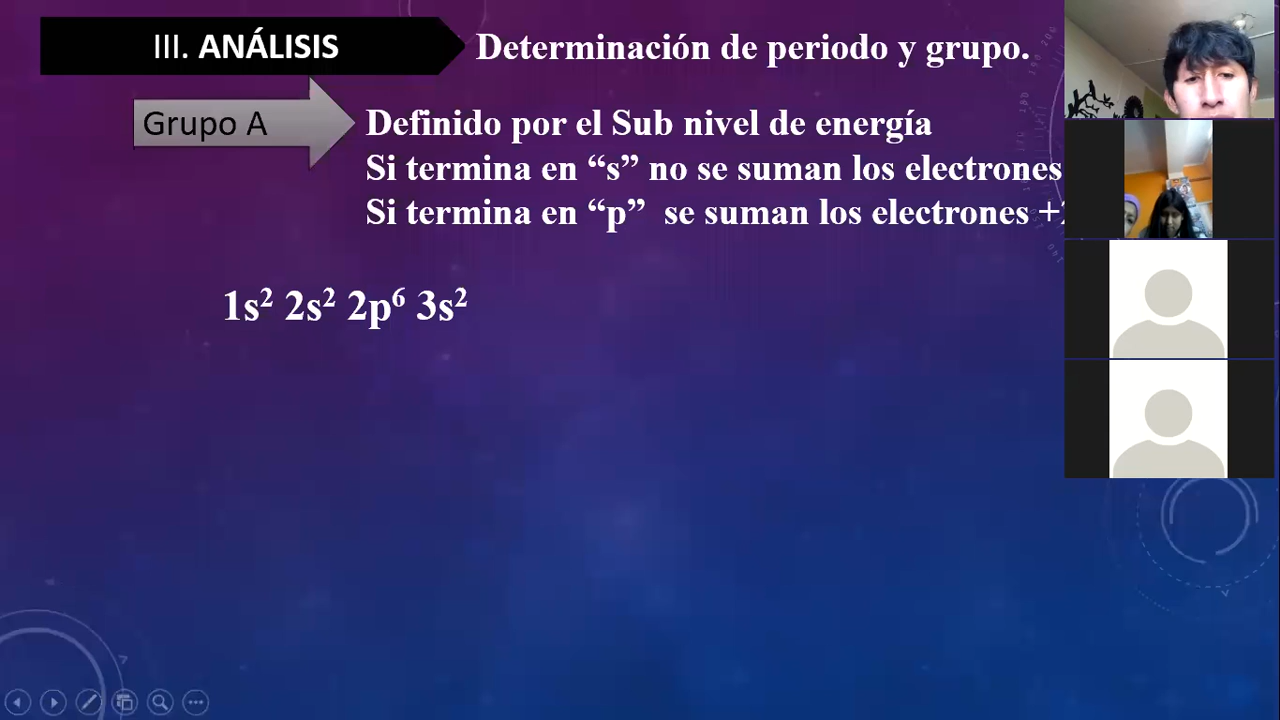 III. ANÁLISIS
Determinación de periodo y grupo.
Grupo A
Definido por el Sub nivel de energía
Si termina en “s” no se suman los electrones
Si termina en “p” se suman los electrones +
1s² 2s² 2p⁶ 3s²